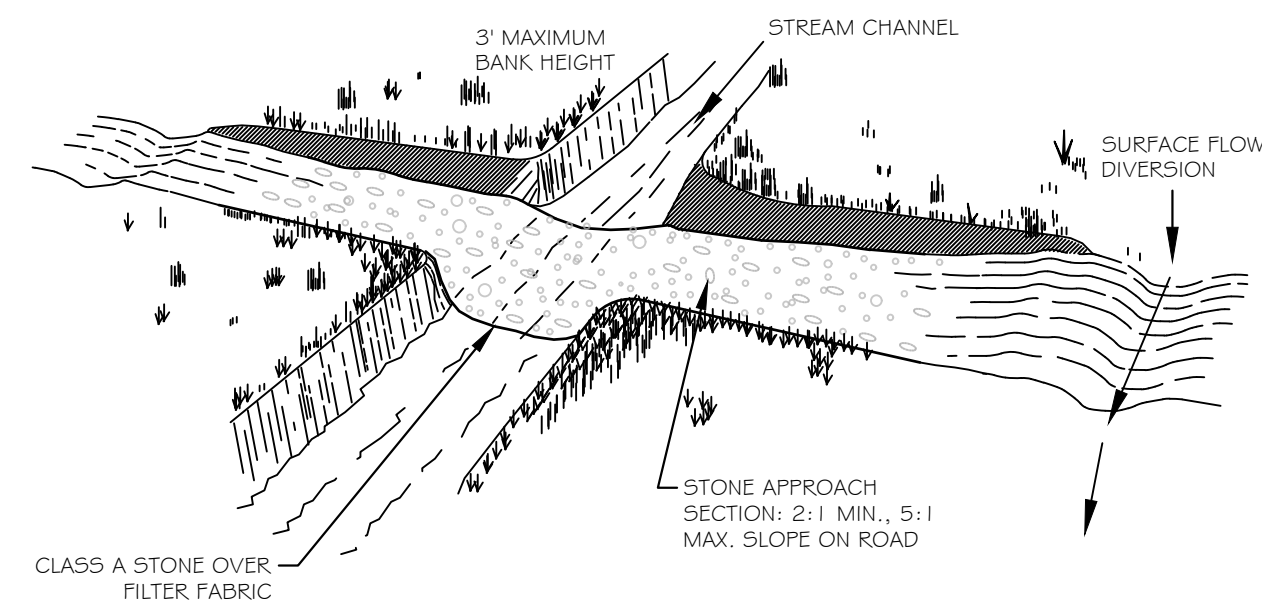 STREAM CHANNEL
3' MAXIMUM
BANK HEIGHT
SURFACE FLOW
DIVERSION
STONE APPROACH
SECTION: 2:1 MIN., 5:1
MAX. SLOPE ON ROAD
CLASS A STONE OVER
FILTER FABRIC